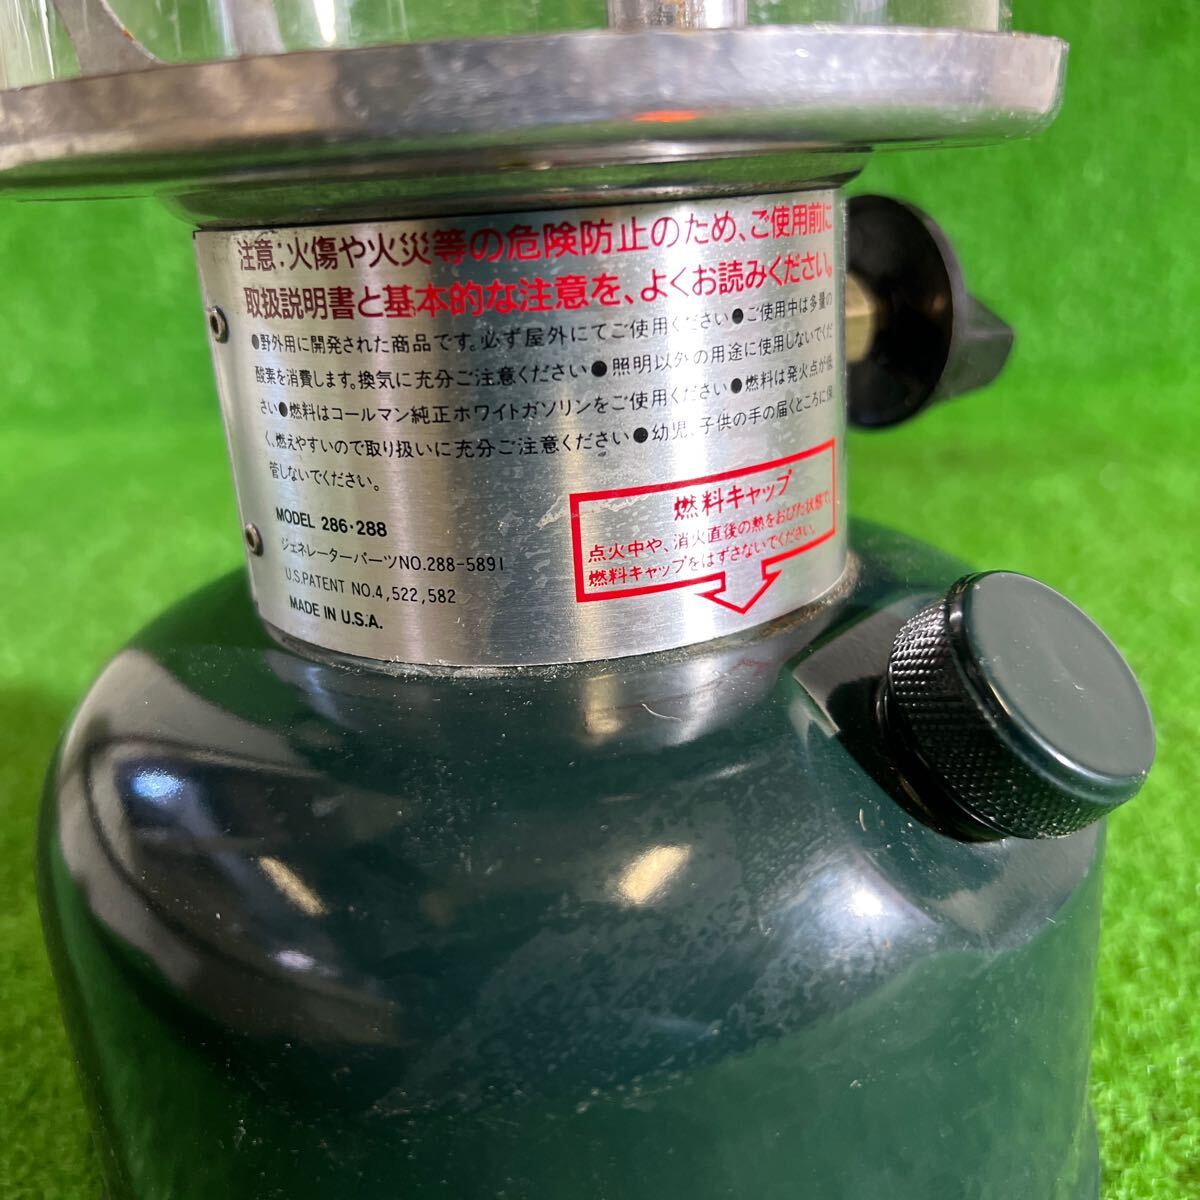 注意:火傷や火災等の危険防止のため、ご使用前に
取扱説明書と基本的な注意を、よくお読みください。
●野外用に開発された商品です。必ず屋外にてご使用ください●ご使用中は多量の
酸素を消費します。換気に充分ご注意ください●照明以外の用途に使用しないでくだ
さい●燃料はコールマン純正ホワイトガソリンをご使用ください●燃料は発火点が低
く、燃えやすいので取り扱いに充分ご注意ください●幼児、子供の手の届くところに保
管しないでください。
MODEL 286・288
ジェネレーターパーツNO.288-5891
U.S.PATENT NO.4,522,582
MADE IN U.S.A.
燃料キャップ
点火中や、消火直後の熱をおびた状態で、
燃料キャップをはずさないでください。